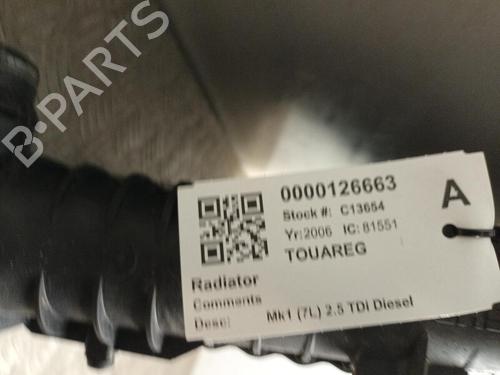 B-PARTS
0000126663
Stock #: C13654
Yr:2006 IC: 81551
TOUAREG
A
Radiator
Comments
Desc: Mk1 (7L) 2.5 TDI Diesel